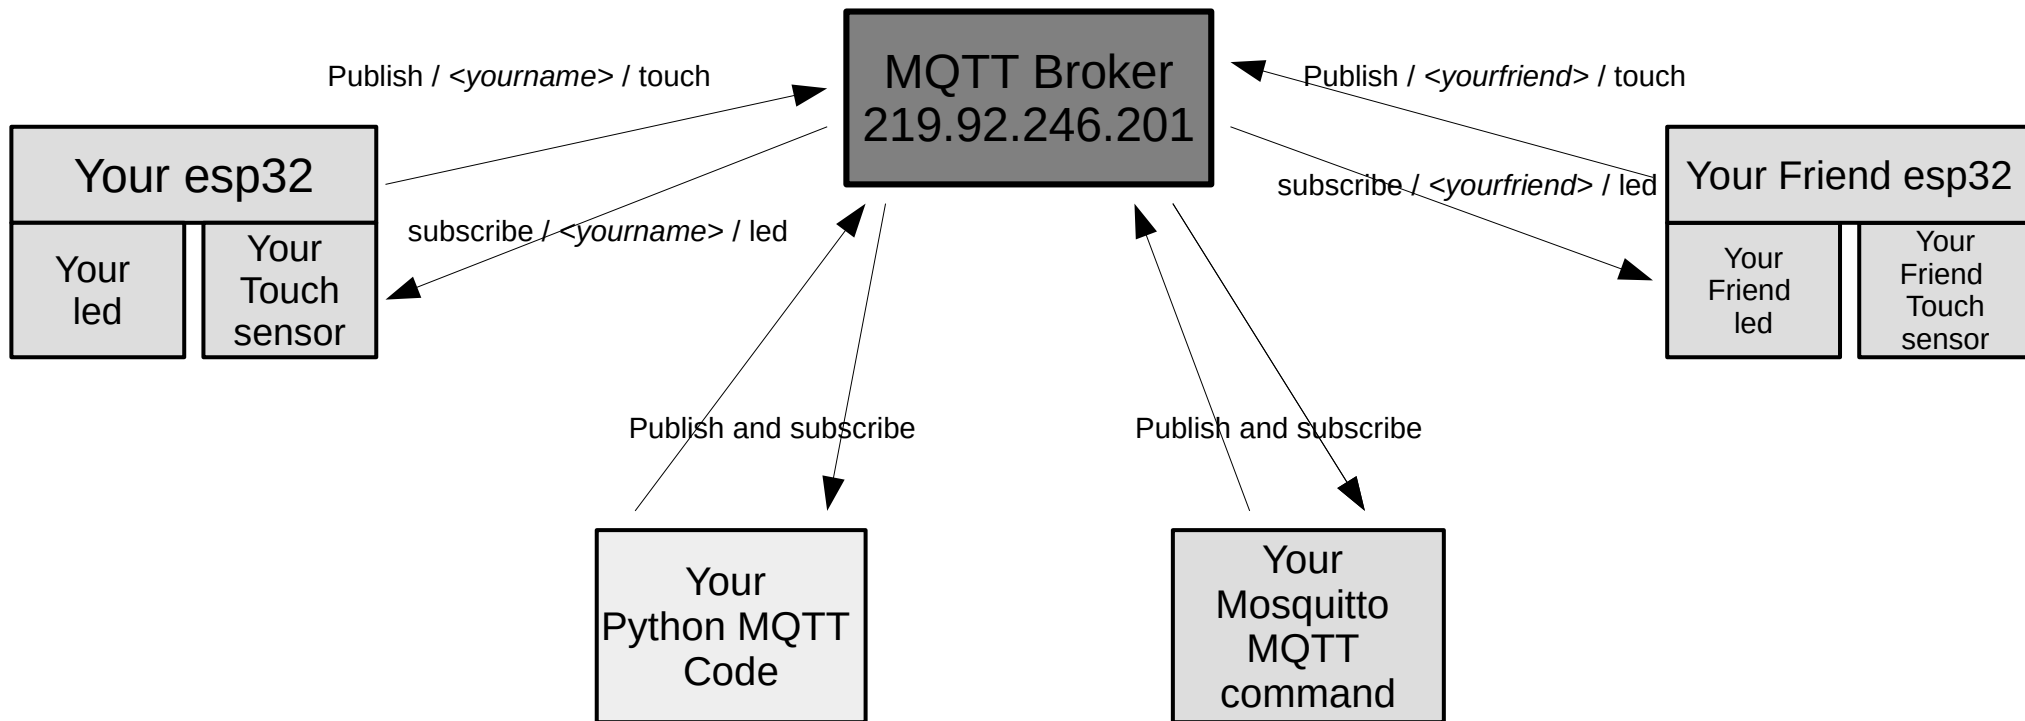 MQTT Broker
219.92.246.201
Publish / <yourname> / touch
Publish / <yourfriend> / touch
Your esp32
subscribe / <yourname> / led
Your
led
Your
Touch
sensor
subscribe / <yourfriend> / led
Your Friend esp32
Your
Friend
led
Your
Friend
Touch
sensor
Publish and subscribe
Publish and subscribe
Your
Python MQTT
Code
Your
Mosquitto
MQTT
command